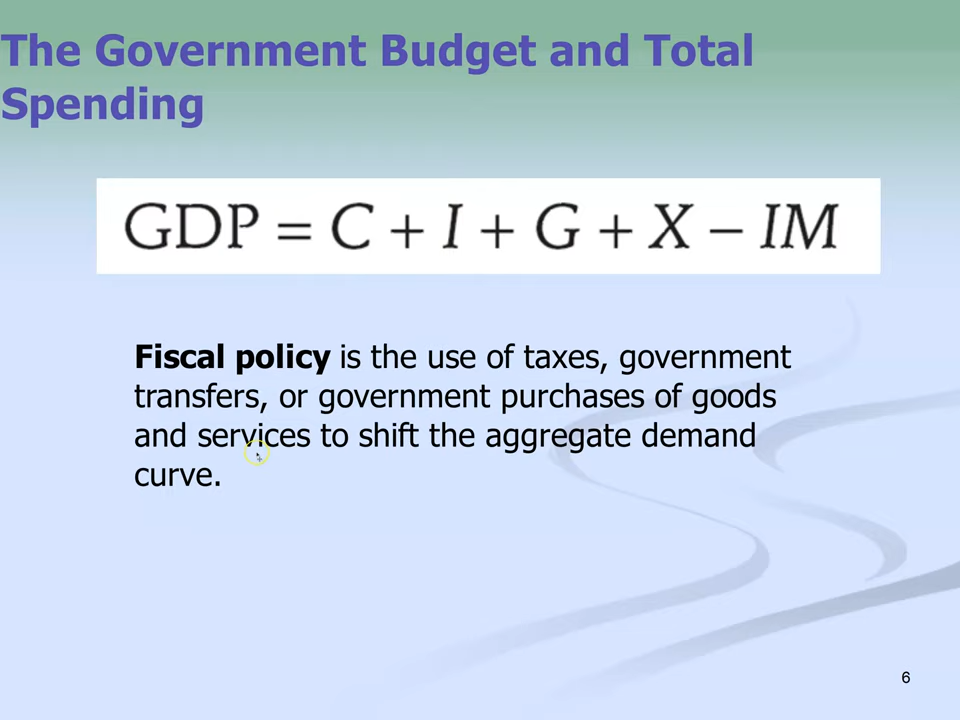 The Government Budget and Total
Spending
GDP = C + I + G + X – IM
Fiscal policy is the use of taxes, government
transfers, or government purchases of goods
and services to shift the aggregate demand
curve.
6